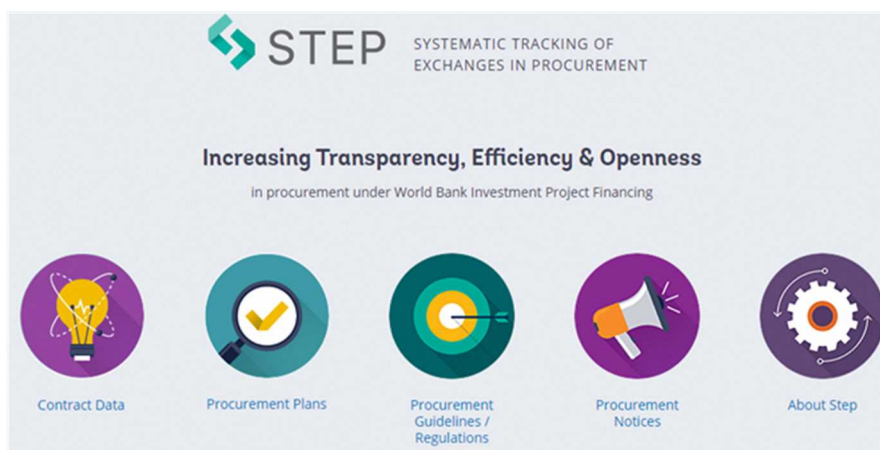 STEP
SYSTEMATIC TRACKING OF
EXCHANGES IN PROCUREMENT
Increasing Transparency, Efficiency & Openness
in procurement under World Bank Investment Project Financing
Contract Data
Procurement Plans
Procurement
Guidelines /
Regulations
Procurement
Notices
About Step